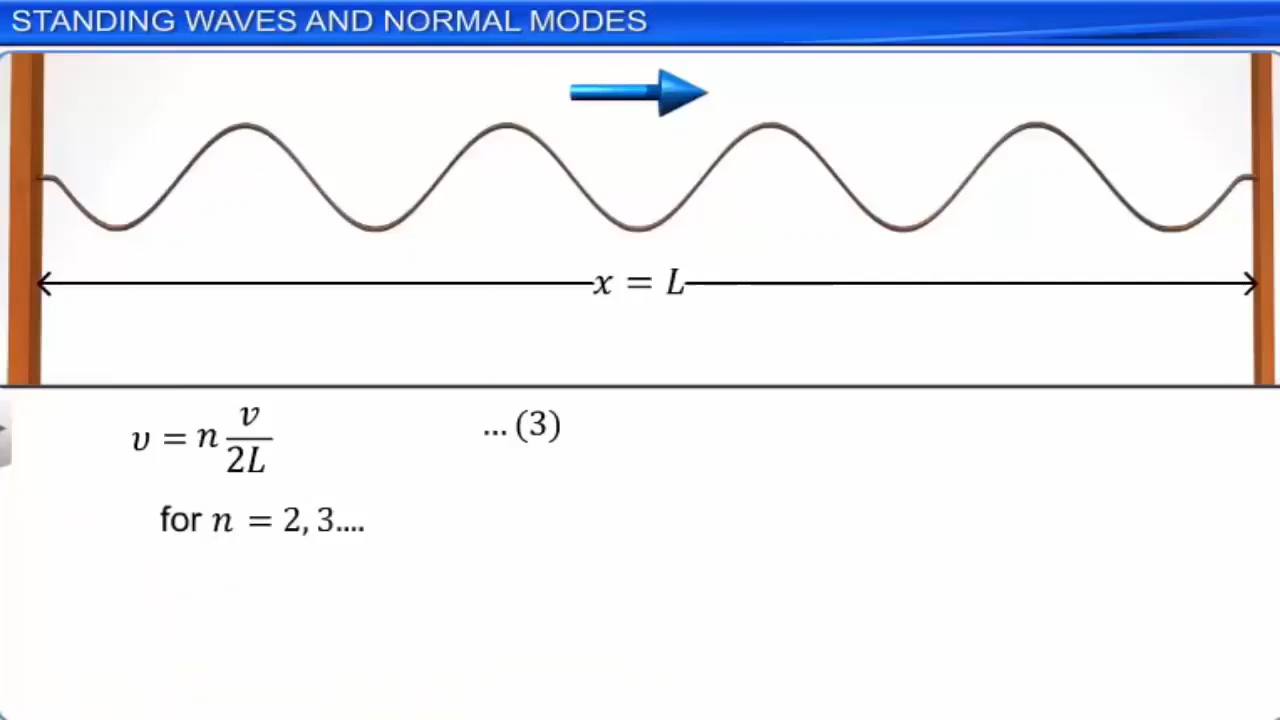 STANDING WAVES AND NORMAL MODES
x = L
υ = n v/2L ... (3)
for n = 2, 3....